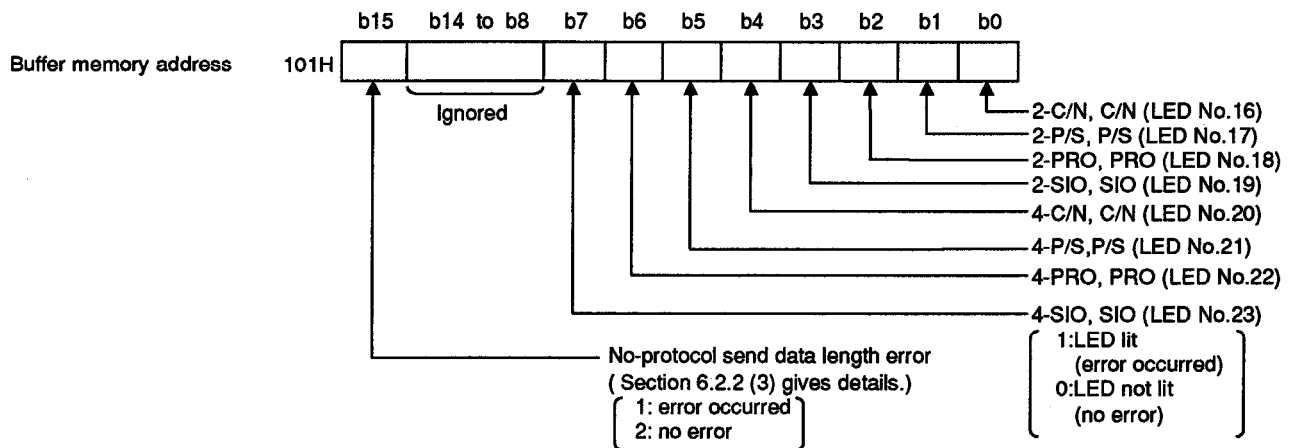 b15 b14 to b8 b7 b6 b5 b4 b3 b2 b1 b0
Buffer memory address 101H
Ignored
2-C/N, C/N (LED No.16)
2-P/S, P/S (LED No.17)
2-PRO, PRO (LED No.18)
2-SIO, SIO (LED No.19)
4-C/N, C/N (LED No.20)
4-P/S,P/S (LED No.21)
4-PRO, PRO (LED No.22)
4-SIO, SIO (LED No.23)
1:LED lit
(error occurred)
0:LED not lit
(no error)
No-protocol send data length error
( Section 6.2.2 (3) gives details.)
1: error occurred
2: no error